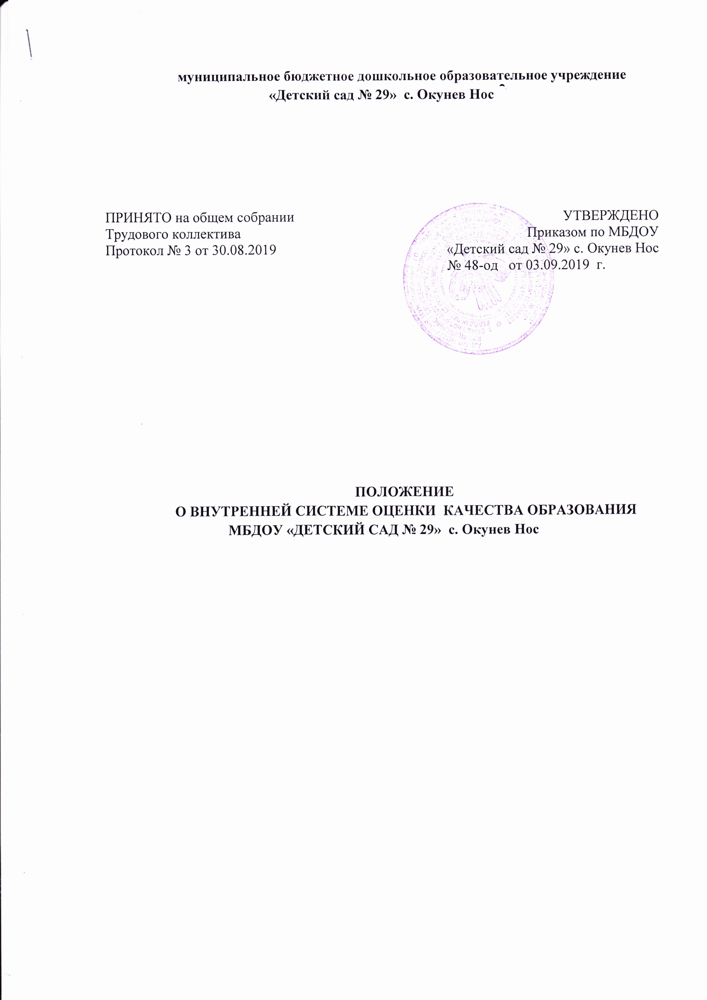 муниципальное бюджетное дошкольное образовательное учреждение
«Детский сад № 29» с. Окунев Нос
ПРИНЯТО на общем собрании
Трудового коллектива
Протокол № 3 от 30.08.2019
УТВЕРЖДЕНО
Приказом по МБДОУ
«Детский сад № 29» с. Окунев Нос
№ 48-од от 03.09.2019 г.
ПОЛОЖЕНИЕ
О ВНУТРЕННЕЙ СИСТЕМЕ ОЦЕНКИ КАЧЕСТВА ОБРАЗОВАНИЯ
МБДОУ «ДЕТСКИЙ САД № 29» с. Окунев Нос